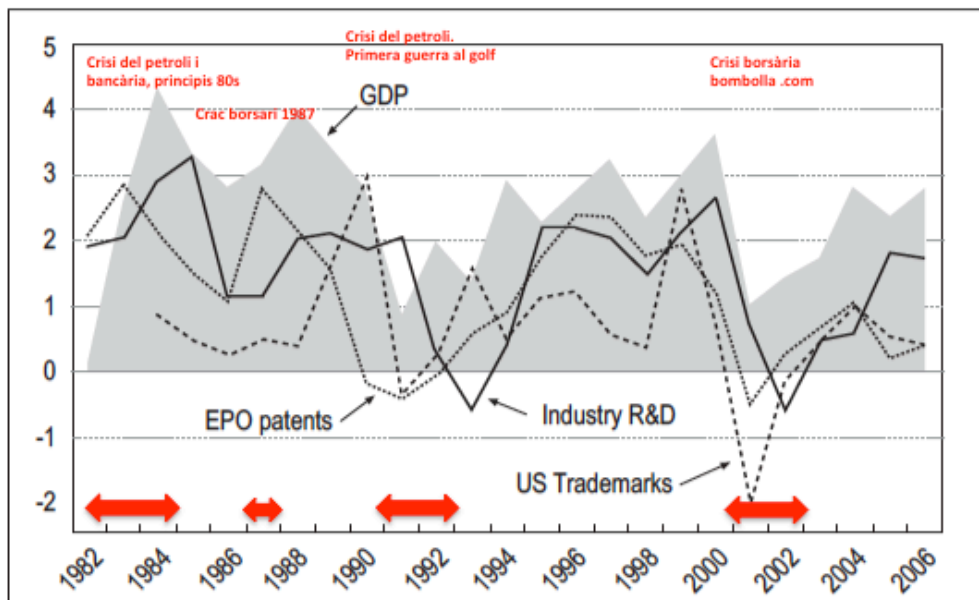 Crisi del petroli i
bancària, principis 80s
Crac borsari 1987
Crisi del petroli.
Primera guerra al golf
Crisi borsària
bombolla .com
GDP
EPO patents
Industry R&D
US Trademarks
5
4
3
2
1
0
-1
-2
1982
1984
1986
1988
1990
1992
1994
1996
1998
2000
2002
2004
2006